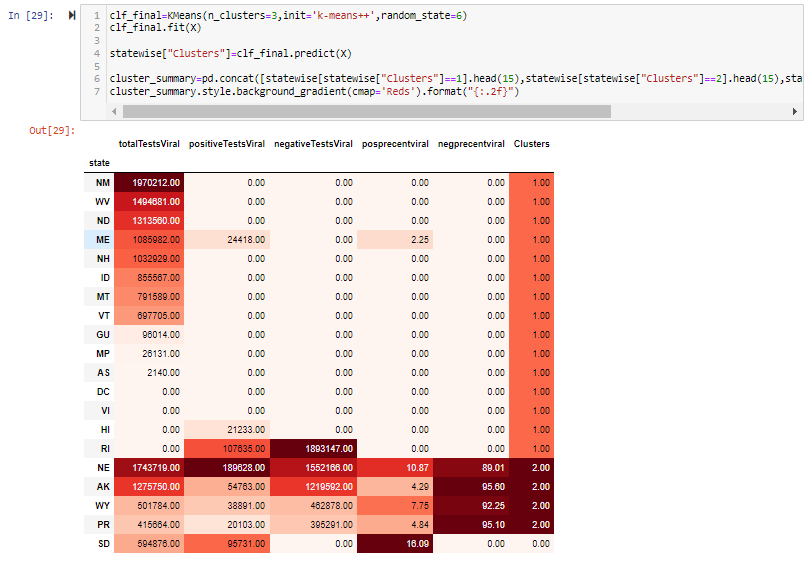 In [29]:
1 clf_final=KMeans(n_clusters=3,init='k-means++',random_state=6)
2 clf_final.fit(X)
3
4 statewise["Clusters"]=clf_final.predict(X)
5
6 cluster_summary=pd.concat([statewise[statewise["Clusters"]==1].head(15),statewise[statewise["Clusters"]==2].head(15),sta
7 cluster_summary.style.background_gradient(cmap='Reds').format("{:.2f}")
Out[29]:
totalTestsViral positiveTestsViral negativeTestsViral posprecentviral negprecentviral Clusters
state
NM 1970212.00 0.00 0.00 0.00 0.00 1.00
WV 1494681.00 0.00 0.00 0.00 0.00 1.00
ND 1313560.00 0.00 0.00 0.00 0.00 1.00
ME 1085982.00 24418.00 0.00 2.25 0.00 1.00
NH 1032929.00 0.00 0.00 0.00 0.00 1.00
ID 855567.00 0.00 0.00 0.00 0.00 1.00
MT 791589.00 0.00 0.00 0.00 0.00 1.00
VT 697705.00 0.00 0.00 0.00 0.00 1.00
GU 96014.00 0.00 0.00 0.00 0.00 1.00
MP 26131.00 0.00 0.00 0.00 0.00 1.00
AS 2140.00 0.00 0.00 0.00 0.00 1.00
DC 0.00 0.00 0.00 0.00 0.00 1.00
VI 0.00 0.00 0.00 0.00 0.00 1.00
HI 0.00 21233.00 0.00 0.00 0.00 1.00
RI 0.00 107635.00 1893147.00 0.00 0.00 1.00
NE 1743719.00 189628.00 1552166.00 10.87 89.01 2.00
AK 1275750.00 54763.00 1219592.00 4.29 95.60 2.00
WY 501784.00 38891.00 462878.00 7.75 92.25 2.00
PR 415664.00 20103.00 395291.00 4.84 95.10 2.00
SD 594876.00 95731.00 0.00 16.09 0.00 0.00